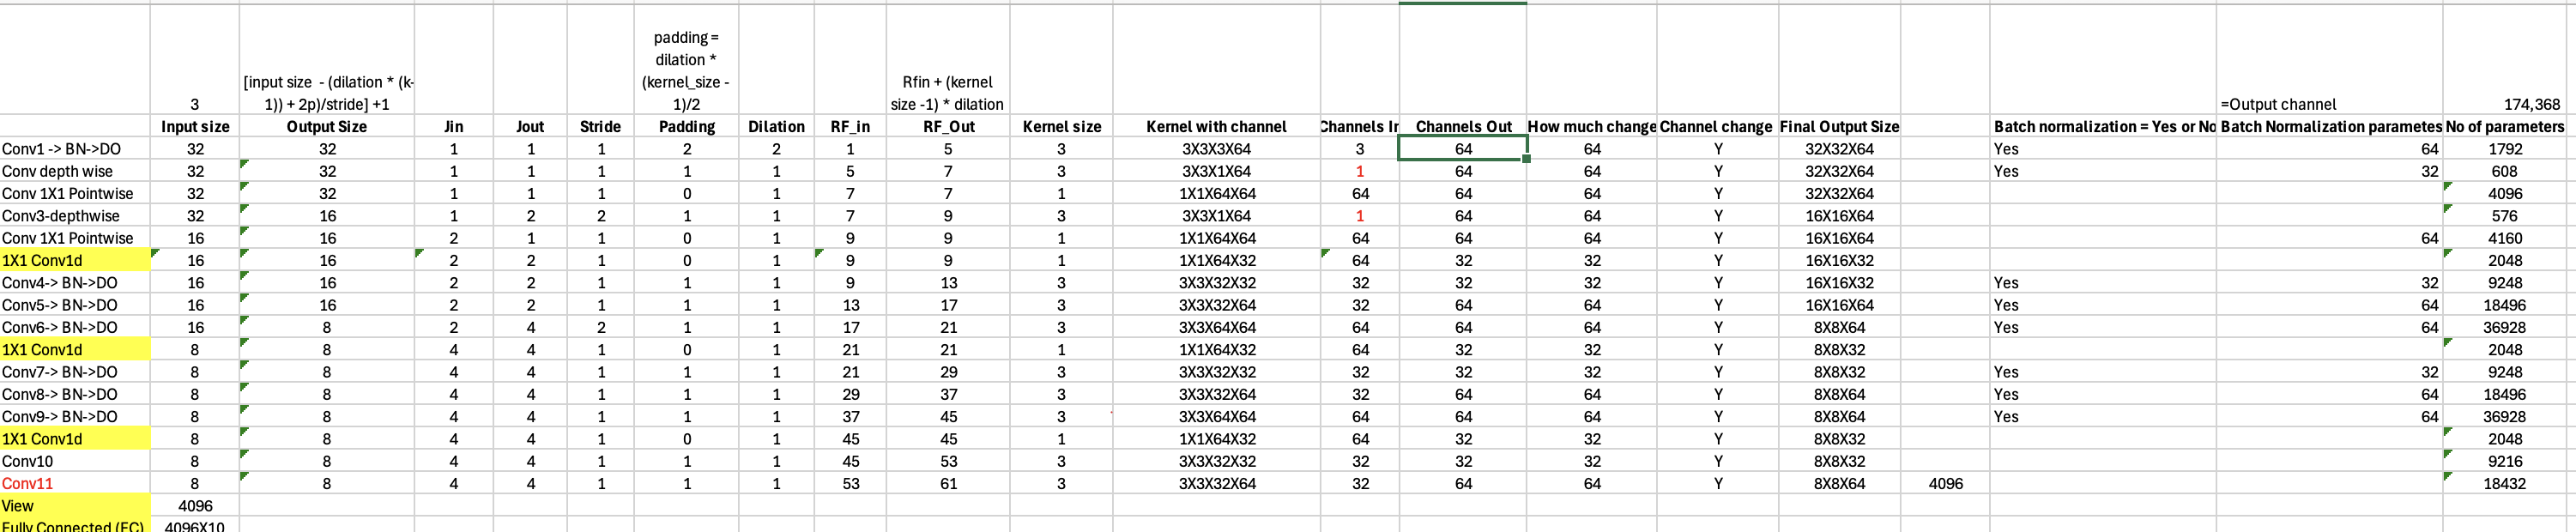 padding =
dilation *
[input size - (dilation * (k- (kernel_size - Rfin + (kernel
3 1)) + 2p)/stride] +1 1)/2 size -1) * dilation =Output channel 174,368
Input size Output Size Jin Jout Stride Padding Dilation RF_in RF_Out Kernel size Kernel with channel Channels In Channels Out How much change Channel change Final Output Size Batch normalization = Yes or No Batch Normalization parametes No of parameters
Conv1 -> BN->DO 32 32 1 1 1 2 2 1 5 3 3X3X3X64 3 64 64 Y 32X32X64 Yes 64 1792
Conv depth wise 32 32 1 1 1 1 1 5 7 3 3X3X1X64 1 64 64 Y 32X32X64 Yes 32 608
Conv 1X1 Pointwise 32 32 1 1 1 0 1 7 7 1 1X1X64X64 64 64 64 Y 32X32X64 4096
Conv3-depthwise 32 16 1 2 2 1 1 7 9 3 3X3X1X64 1 64 64 Y 16X16X64 576
Conv 1X1 Pointwise 16 16 2 1 1 0 1 9 9 1 1X1X64X64 64 64 64 Y 16X16X64 64 4160
1X1 Conv1d 16 16 2 2 1 0 1 9 9 1 1X1X64X32 64 32 32 Y 16X16X32 2048
Conv4-> BN->DO 16 16 2 2 1 1 1 9 13 3 3X3X32X32 32 32 32 Y 16X16X32 Yes 32 9248
Conv5-> BN->DO 16 16 2 2 1 1 1 13 17 3 3X3X32X64 32 64 64 Y 16X16X64 Yes 64 18496
Conv6-> BN->DO 16 8 2 4 2 1 1 17 21 3 3X3X64X64 64 64 64 Y 8X8X64 Yes 64 36928
1X1 Conv1d 8 8 4 4 1 0 1 21 21 1 1X1X64X32 64 32 32 Y 8X8X32 2048
Conv7-> BN->DO 8 8 4 4 1 1 1 21 29 3 3X3X32X32 32 32 32 Y 8X8X32 Yes 32 9248
Conv8-> BN->DO 8 8 4 4 1 1 1 29 37 3 3X3X32X64 32 64 64 Y 8X8X64 Yes 64 18496
Conv9-> BN->DO 8 8 4 4 1 1 1 37 45 3 3X3X64X64 64 64 64 Y 8X8X64 Yes 64 36928
1X1 Conv1d 8 8 4 4 1 0 1 45 45 1 1X1X64X32 64 32 32 Y 8X8X32 2048
Conv10 8 8 4 4 1 1 1 45 53 3 3X3X32X32 32 32 32 Y 8X8X32 9216
Conv11 8 8 4 4 1 1 1 53 61 3 3X3X32X64 32 64 64 Y 8X8X64 4096 18432
View 4096
Fully Connected (FC) 4096X10